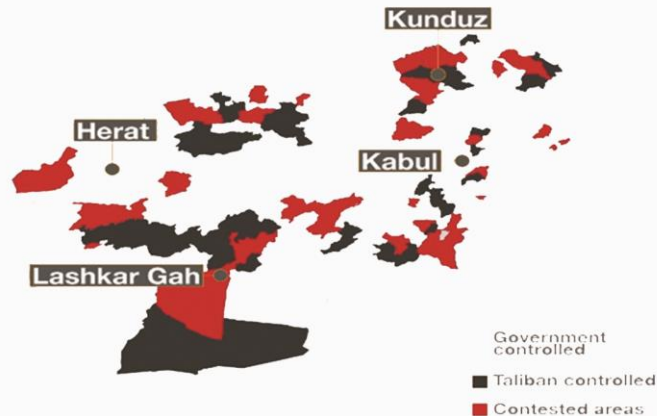 Kunduz
Herat
Kabul
Lashkar Gah
Government
controlled
Taliban controlled
Contested areas